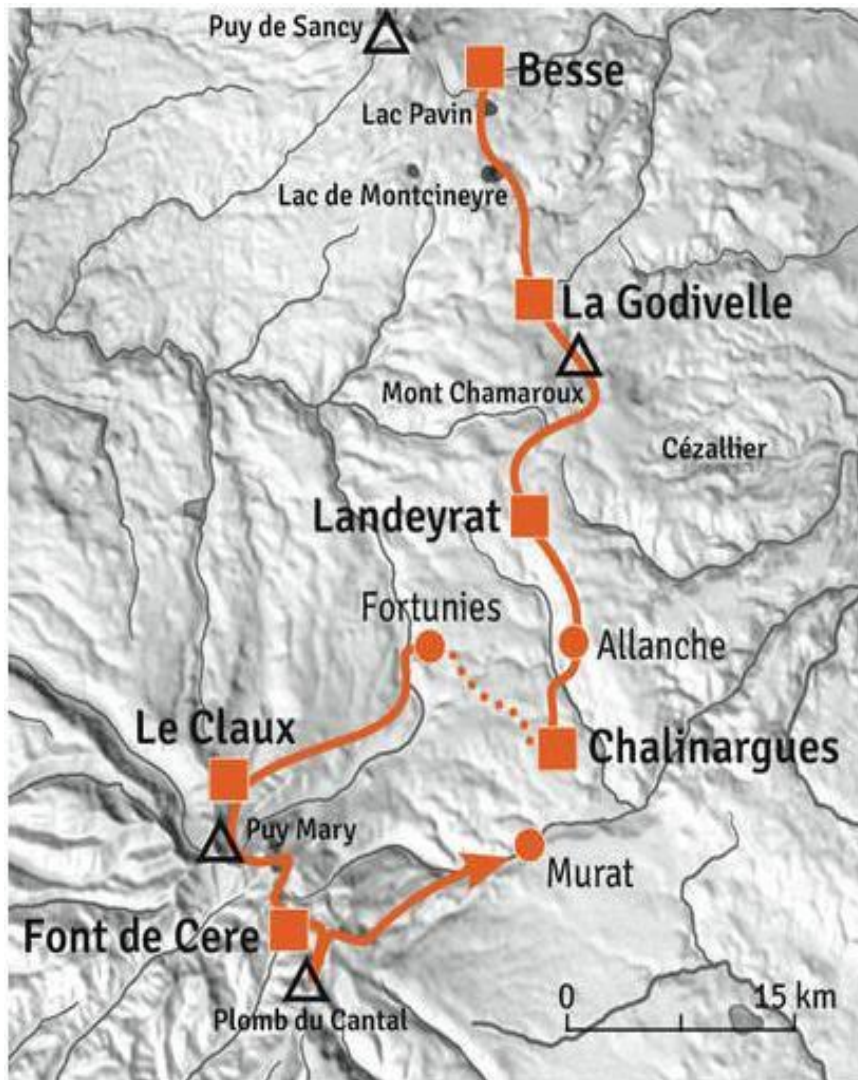 Puy de Sancy
Besse
Lac Pavin
Lac de Montcineyre
La Godivelle
Mont Chamaroux
Cézallier
Landeyrat
Fortunies
Allanche
Le Claux
Chalinargues
Puy Mary
Murat
Font de Cere
Plomb du Cantal
0 15 km